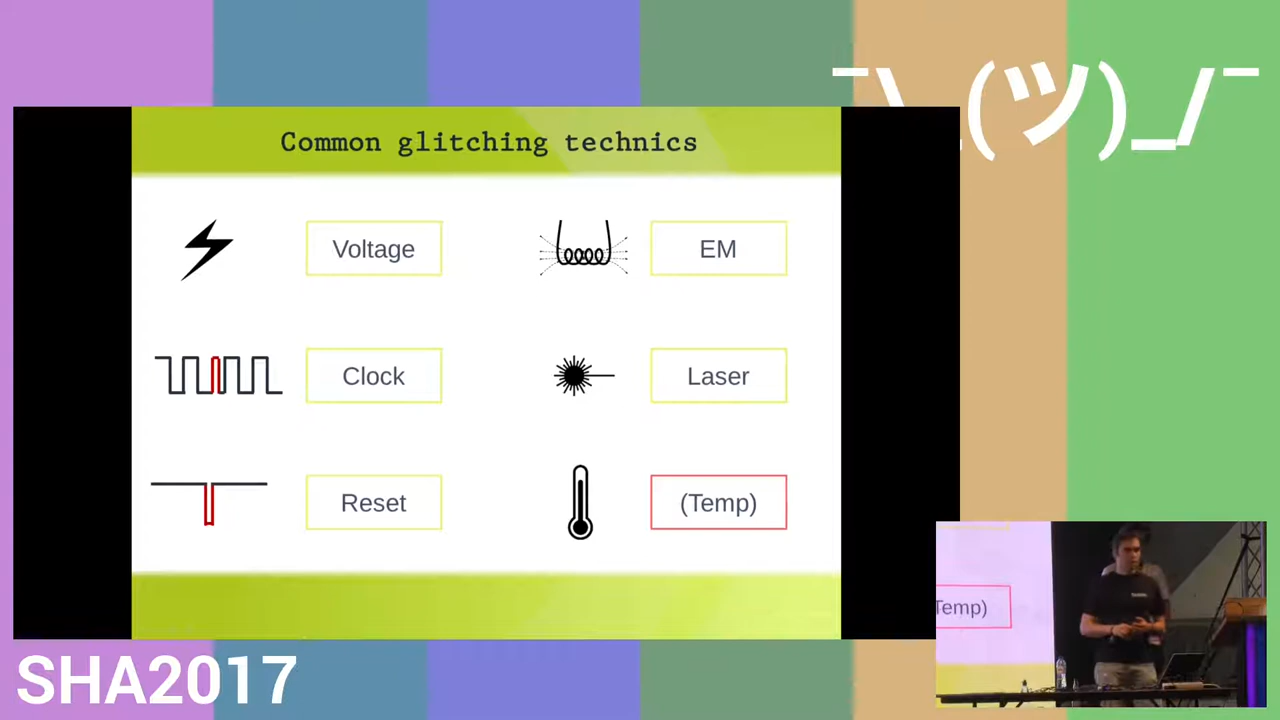 ¯\_(ツ)_/¯
Common glitching technics
Voltage
EM
Clock
Laser
Reset
(Temp)
Temp)
SHA2017